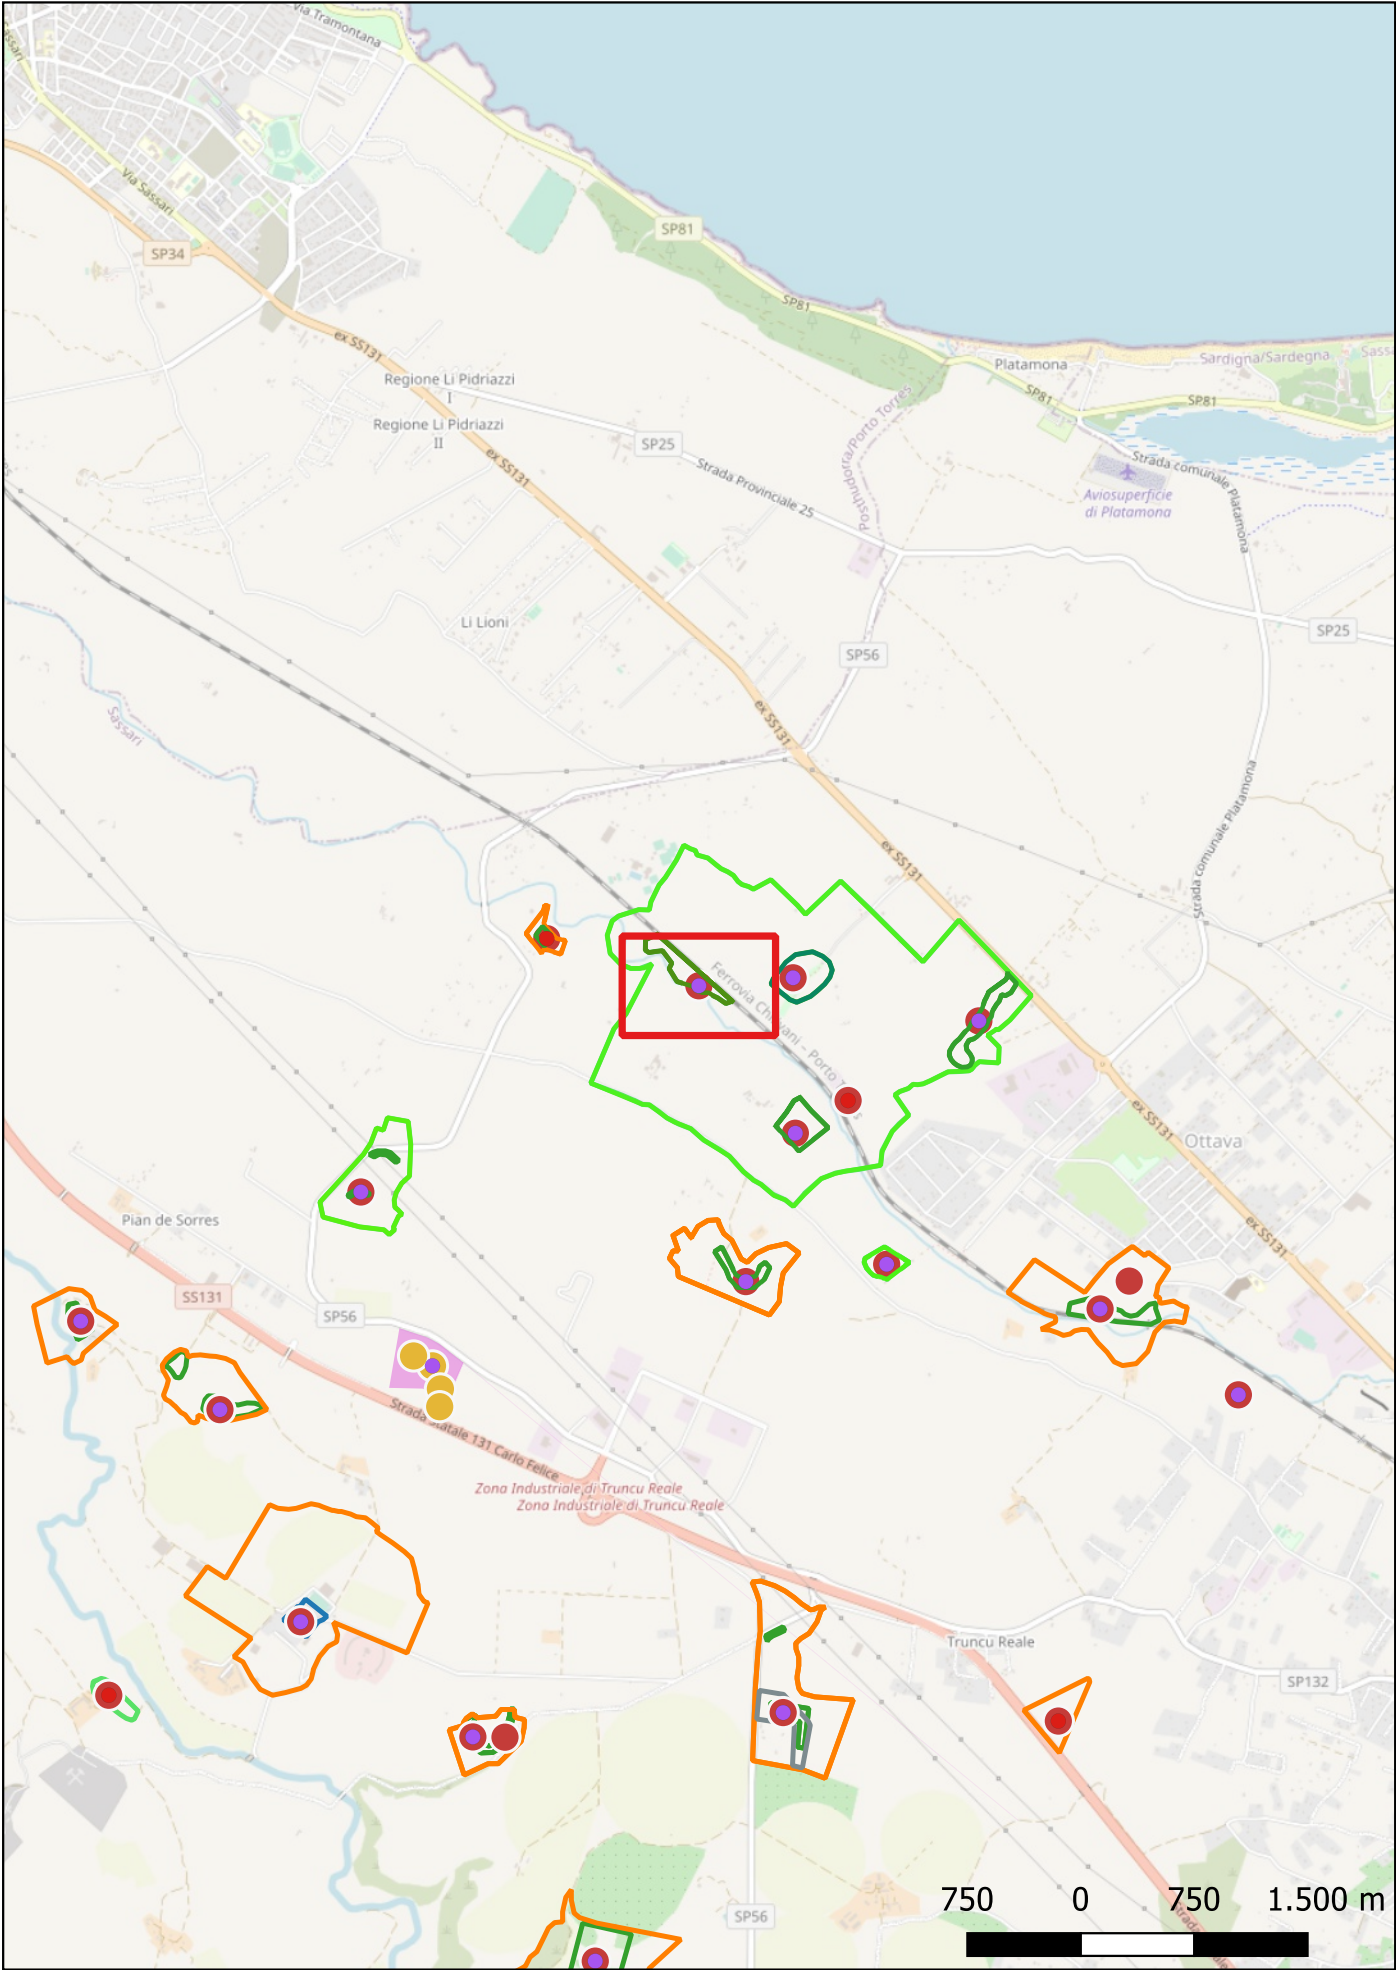 Via Tramontana
Sassari
Via Sassari
SP34
SP81
SP81
ex SS131
Regione Li Pidriazzi
I
Regione Li Pidriazzi
II
SP25
Strada Provinciale 25
ex SS131
Posthudorra/Porto Torres
Platamona
SP81
Sardigna/Sardegna
SP81
Strada comunale Platamona
Aviosuperficie
di Platamona
SP25
Li Lioni
SP56
Sassari
ex SS131
Strada comunale Platamona
ex SS131
Ferrovia Chilivani - Porto
ex SS131
Ottava
ex SS131
Pian de Sorres
SS131
SP56
Strada Statale 131 Carlo Felice
Zona Industriale di Truncu Reale
Zona Industriale di Truncu Reale
Truncu Reale
SP132
SP56
750 0 750 1.500 m